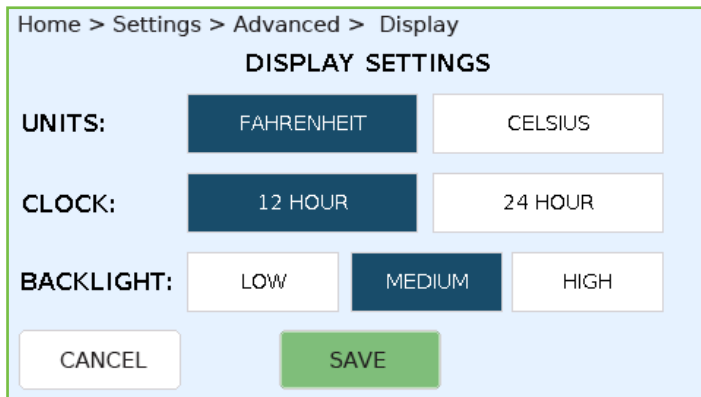 Home > Settings > Advanced > Display
DISPLAY SETTINGS
UNITS: FAHRENHEIT CELSIUS
CLOCK: 12 HOUR 24 HOUR
BACKLIGHT: LOW MEDIUM HIGH
CANCEL SAVE